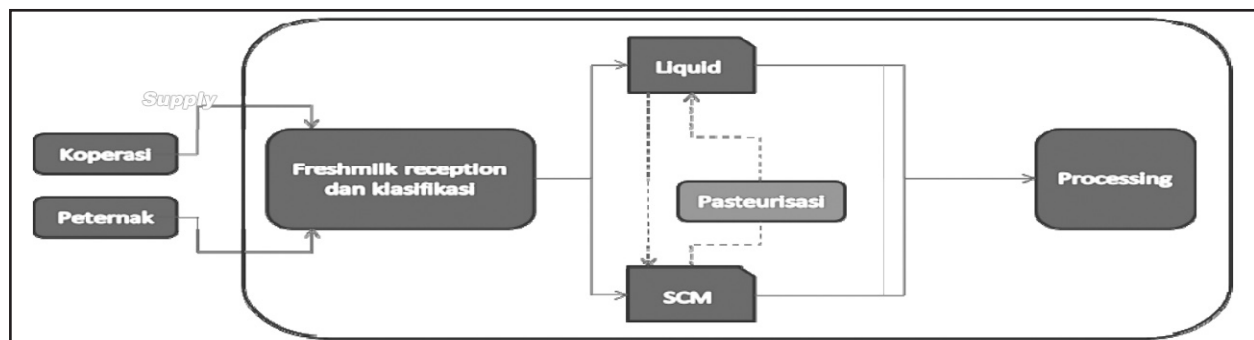 Supply
Koperasi
Peternak
Freshmilk reception
dan klasifikasi
Liquid
Pasteurisasi
SCM
Processing